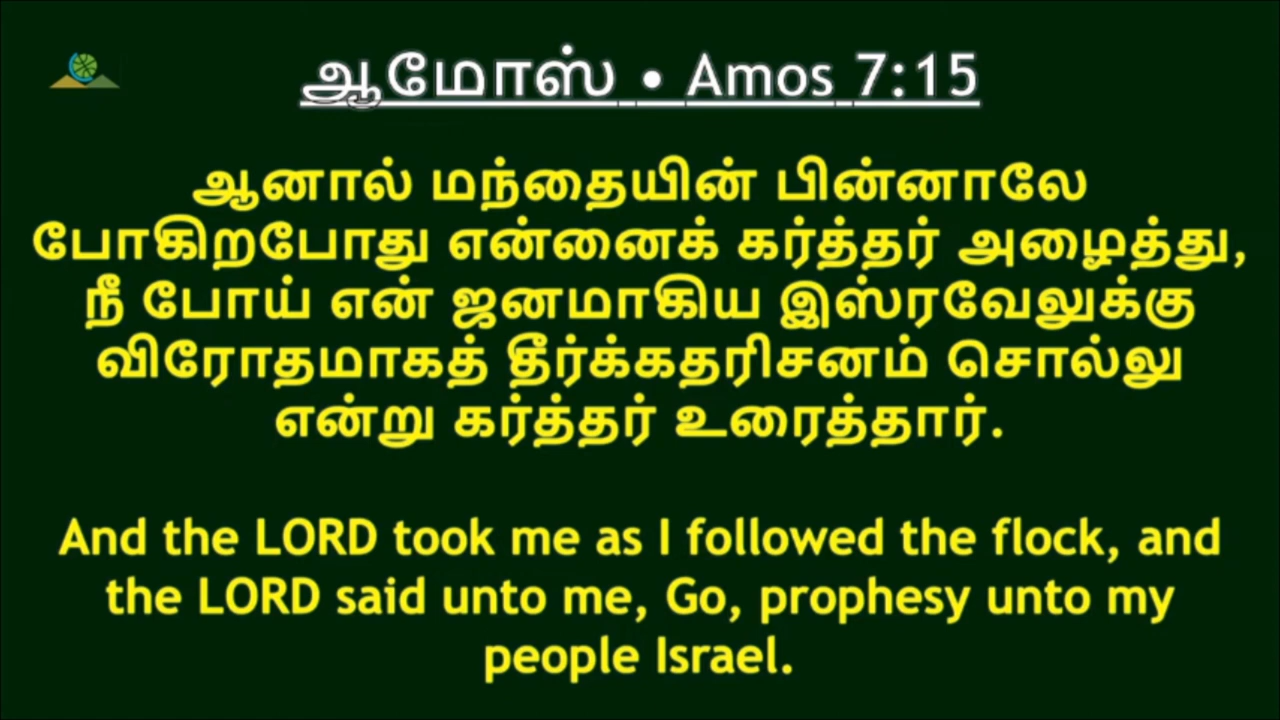 ஆமோஸ் • Amos 7:15
ஆனால் மந்தையின் பின்னாலே
போகிறபோது என்னைக் கர்த்தர் அழைத்து,
நீ போய் என் ஜனமாகிய இஸ்ரவேலுக்கு
விரோதமாகத் தீர்க்கதரிசனம் சொல்லு
என்று கர்த்தர் உரைத்தார்.
And the LORD took me as I followed the flock, and
the LORD said unto me, Go, prophesy unto my
people Israel.